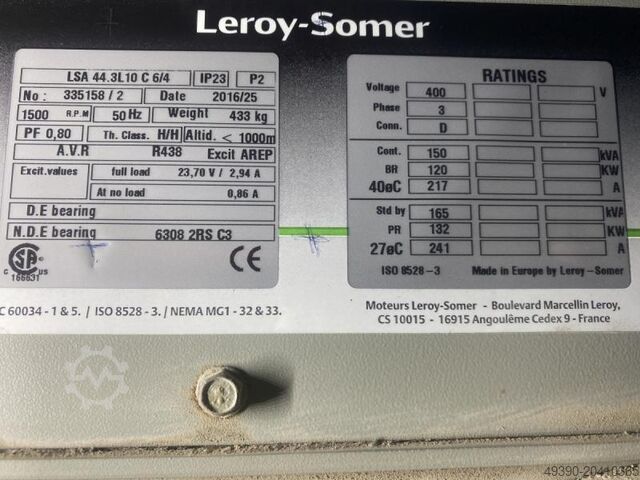 Leroy-Somer
LSA 44.3L10 C 6/4 IP23 P2
No : 335158 / 2 Date 2016/25
1500 R.P.M 50 Hz Weight 433 kg
PF 0,80 Th. Class. H/H Altid. < 1000m
A.V.R R438 Excit AREP
Excit.values full load 23,70 V / 2,94 A
At no load 0,86 A
D.E bearing
N.D.E bearing 6308 2RS C3
C US
166631
CE
RATINGS
Voltage 400 V
Phase 3
Conn. D
Cont. 150 kVA
BR 120 KW
40øC 217 A
Std by 165 kVA
PR 132 KW
27øC 241 A
ISO 8528 -3 Made in Europe by Leroy -Somer
C 60034 - 1 & 5. / ISO 8528 - 3. / NEMA MG1 - 32 & 33.
Moteurs Leroy-Somer - Boulevard Marcellin Leroy,
CS 10015 - 16915 Angoulême Cedex 9 - France
49390-20410365